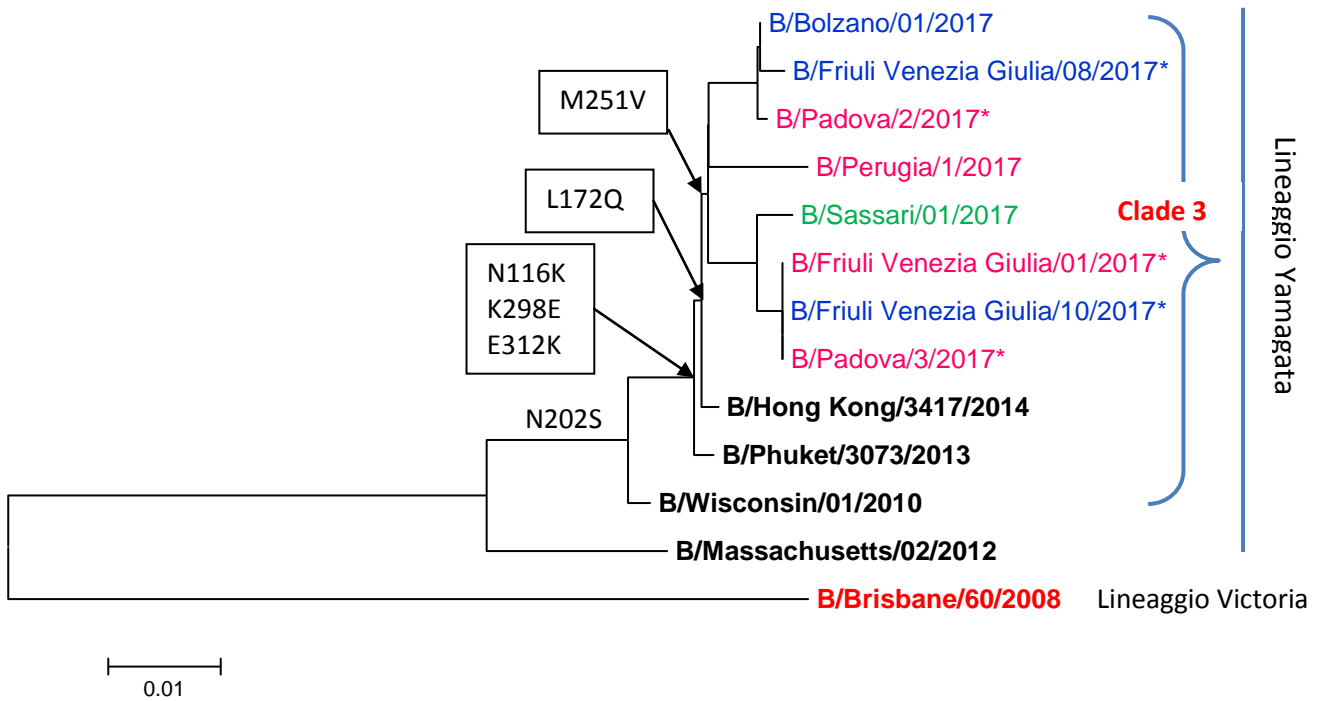 B/Bolzano/01/2017
B/Friuli Venezia Giulia/08/2017*
M251V
B/Padova/2/2017*
B/Perugia/1/2017
L172Q
B/Sassari/01/2017
Clade 3
Lineaggio Yamagata
N116K
K298E
E312K
B/Friuli Venezia Giulia/01/2017*
B/Friuli Venezia Giulia/10/2017*
B/Padova/3/2017*
B/Hong Kong/3417/2014
N202S
B/Phuket/3073/2013
B/Wisconsin/01/2010
B/Massachusetts/02/2012
B/Brisbane/60/2008 Lineaggio Victoria
0.01